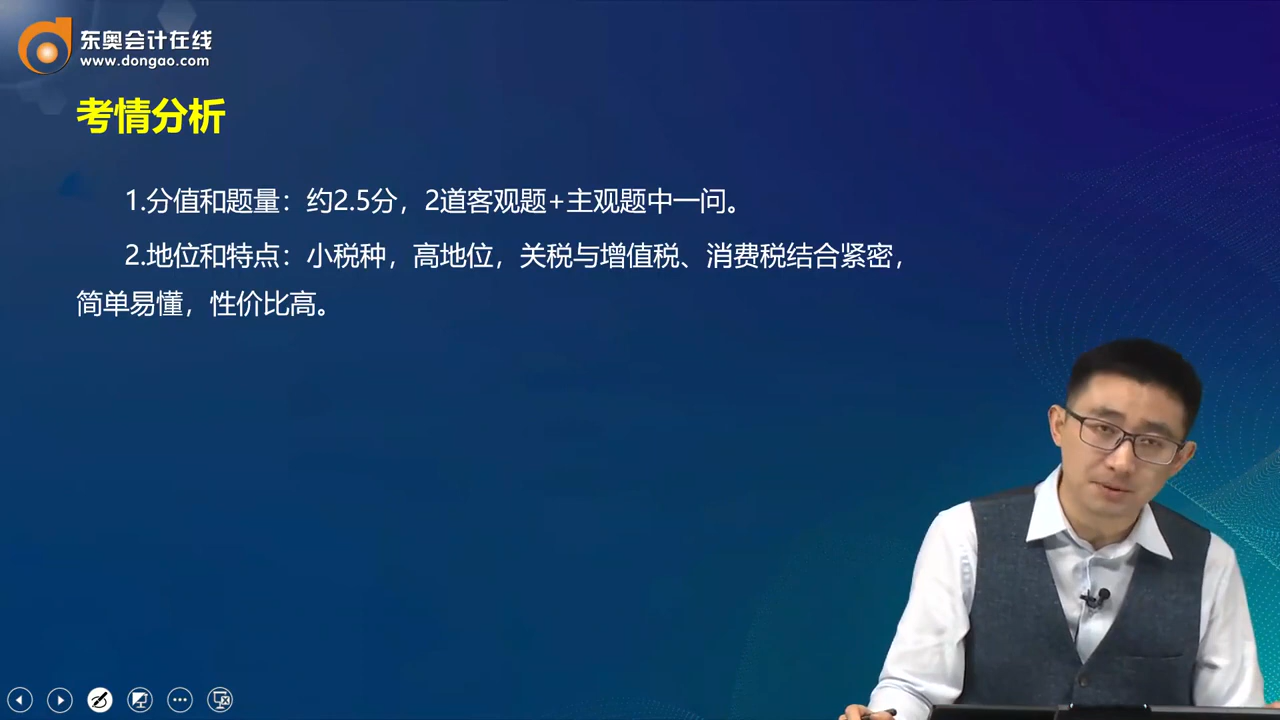 东奥会计在线
www.dongao.com
考情分析
1.分值和题量：约2.5分，2道客观题+主观题中一问。
2.地位和特点：小税种，高地位，关税与增值税、消费税结合紧密，
简单易懂，性价比高。